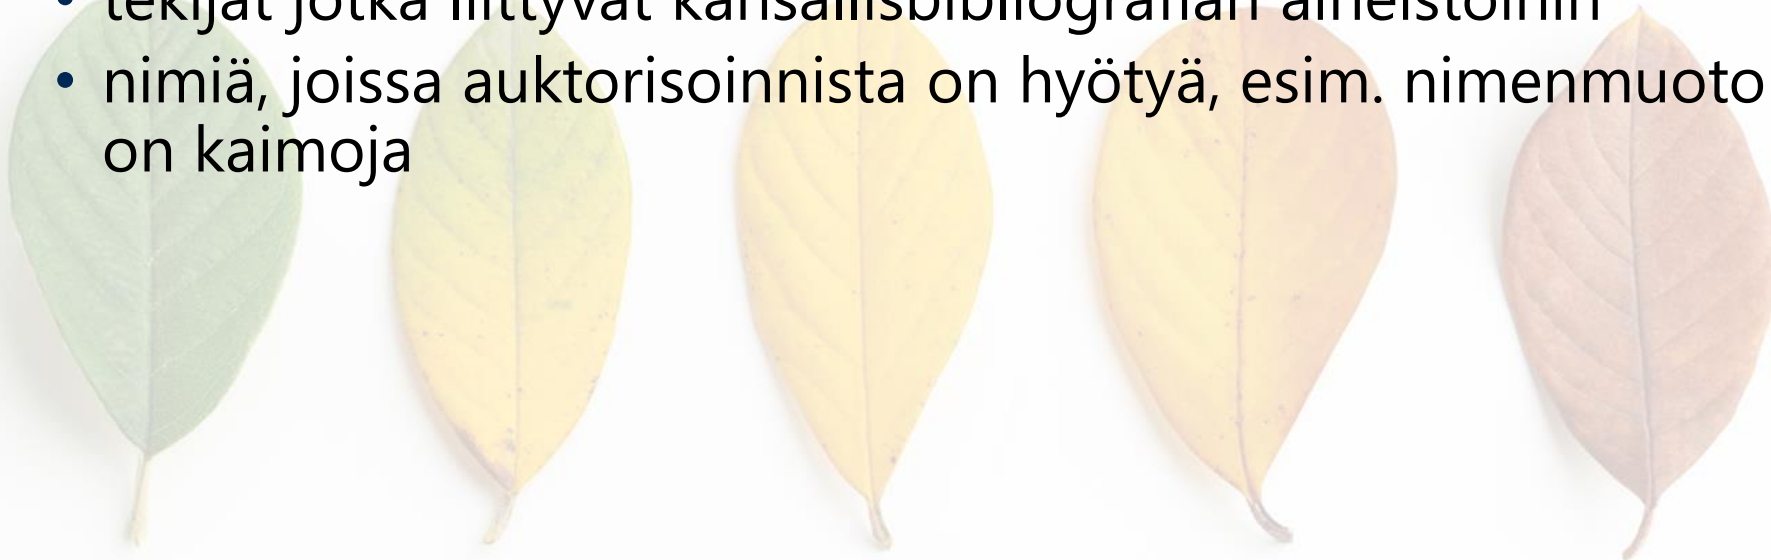 • tekijät jotka liittyvät kansallisbibliografian aineistoihin
• nimiä, joissa auktorisoinnista on hyötyä, esim. nimenmuoto
on kaimoja